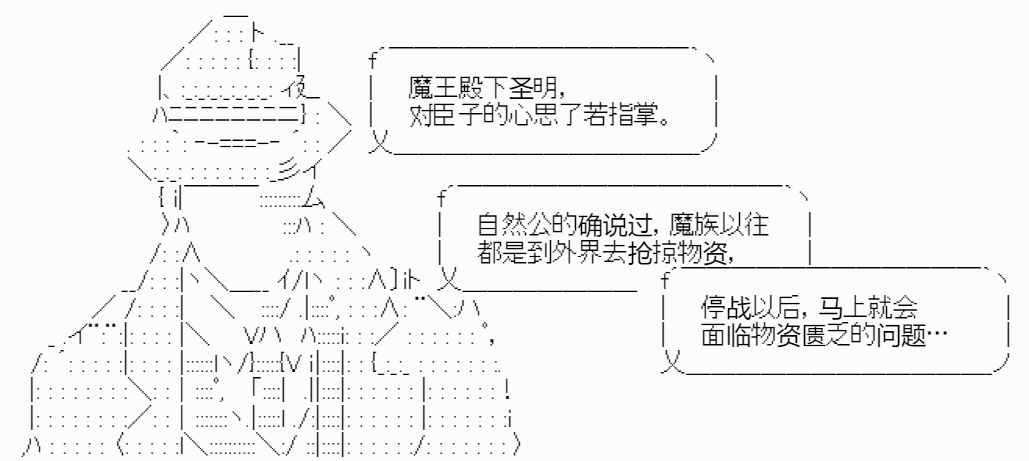 魔王殿下圣明，
对臣子的心思了若指掌。
自然公的确说过，魔族以往
都是到外界去抢掠物资，
停战以后，马上就会
面临物资匮乏的问题…